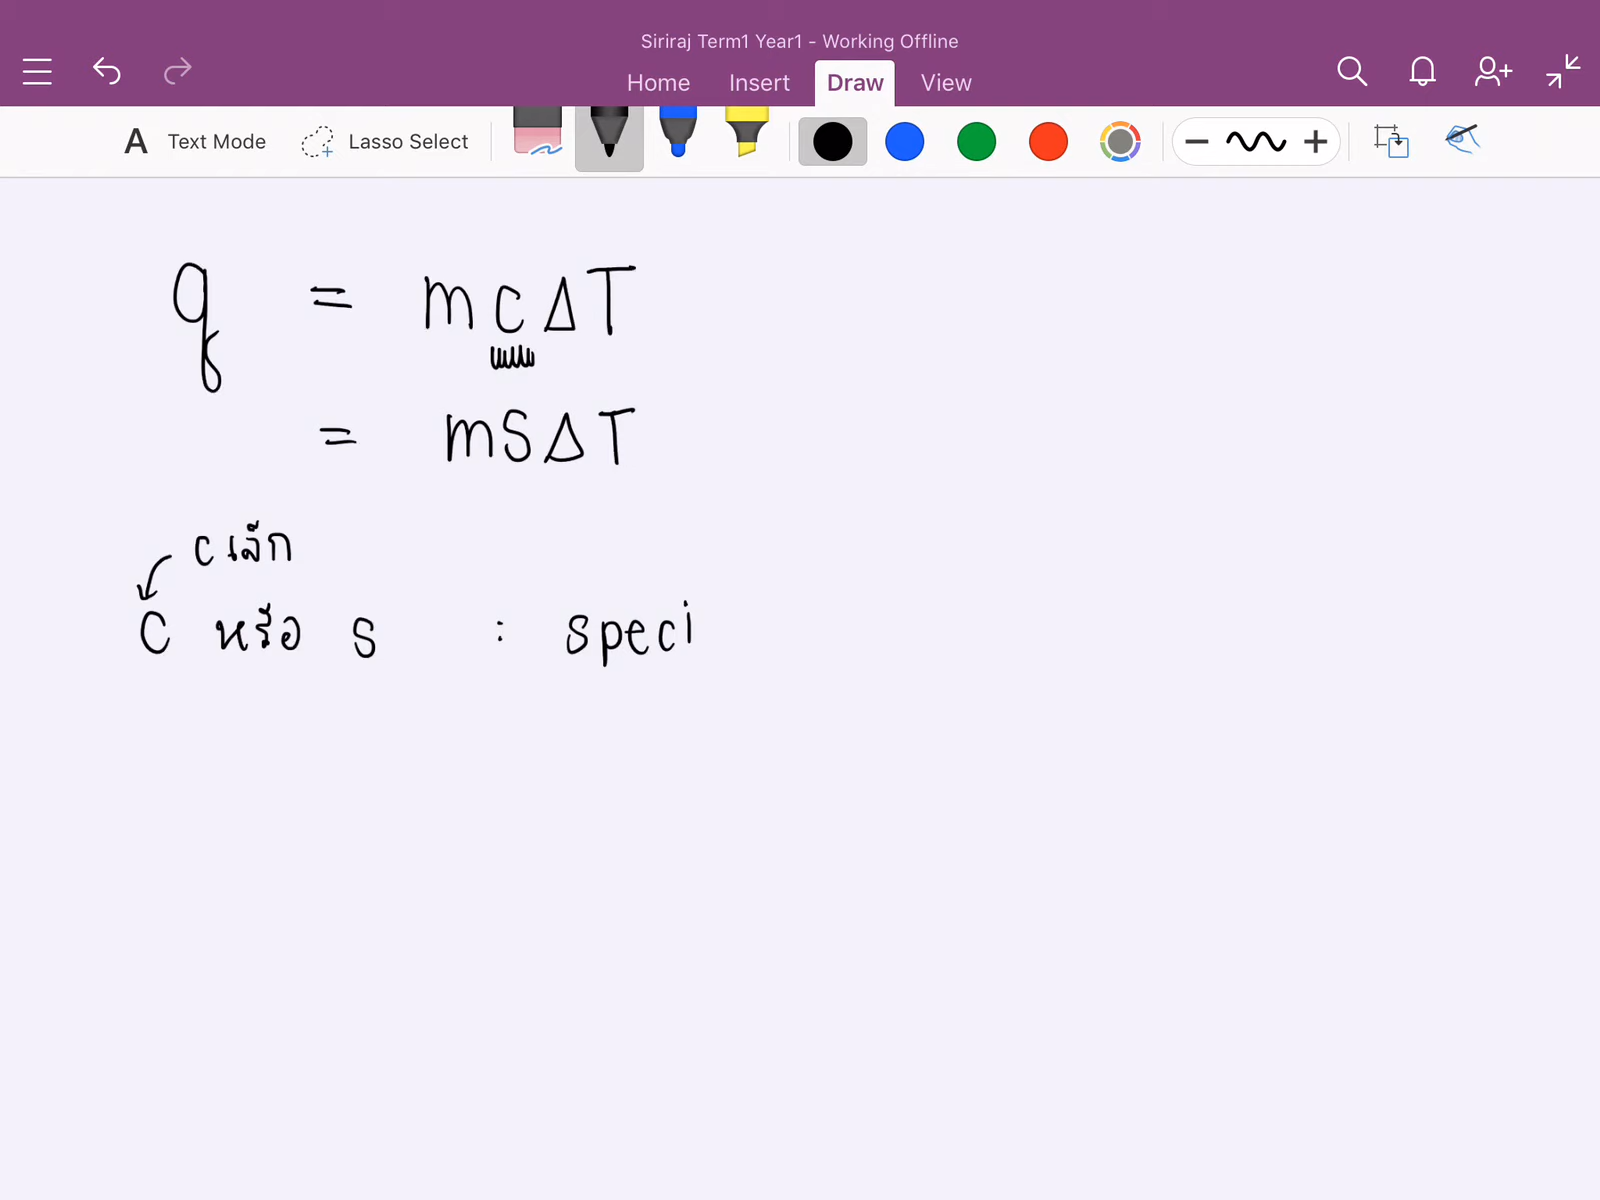 Siriraj Term1 Year1 - Working Offline
Home Insert Draw View
A Text Mode Lasso Select
q = mcΔT
= msΔT
c เล็ก
c หรือ s : speci